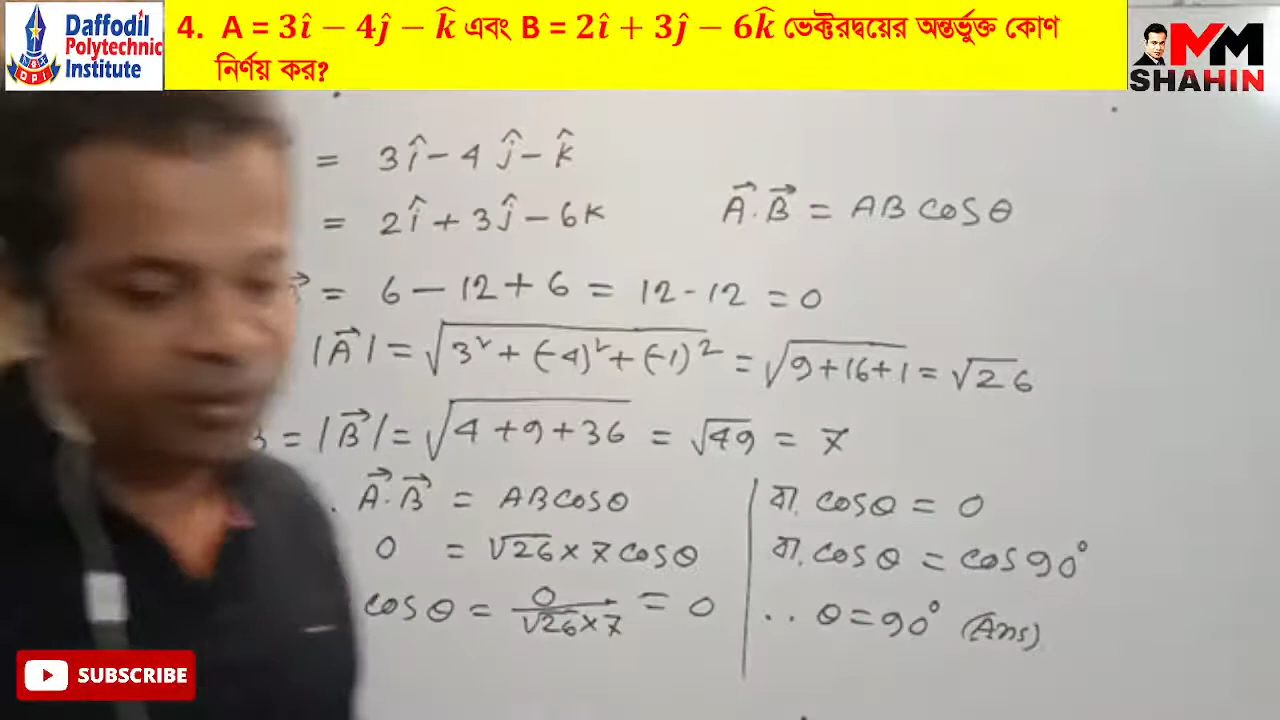 Daffodil
Polytechnic
Institute
D P I
4. A = 3î − 4ĵ − k̂ এবং B = 2î + 3ĵ − 6k̂ ভেক্টরদ্বয়ের অন্তর্ভুক্ত কোণ
নির্ণয় কর?
MM
SHAHIN
= 3î − 4ĵ − k̂
= 2î + 3ĵ − 6k
A⃗.B⃗ = AB cosθ
= 6 − 12 + 6 = 12 - 12 = 0
|A⃗| = √(3² + (-4)² + (-1)²) = √(9+16+1) = √26
B = |B⃗| = √(4+9+36) = √49 = 7
A⃗.B⃗ = AB cosθ
0 = √26 × 7 cosθ
cosθ = 0/(√26×7) = 0
বা, cosθ = 0
বা, cosθ = cos90°
∴ θ = 90° (Ans)
SUBSCRIBE